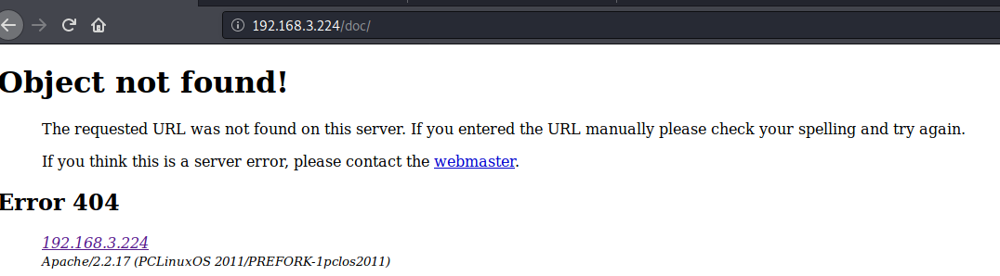 192.168.3.224/doc/
Object not found!
The requested URL was not found on this server. If you entered the URL manually please check your spelling and try again.
If you think this is a server error, please contact the webmaster.
Error 404
192.168.3.224
Apache/2.2.17 (PCLinuxOS 2011/PREFORK-1pclos2011)